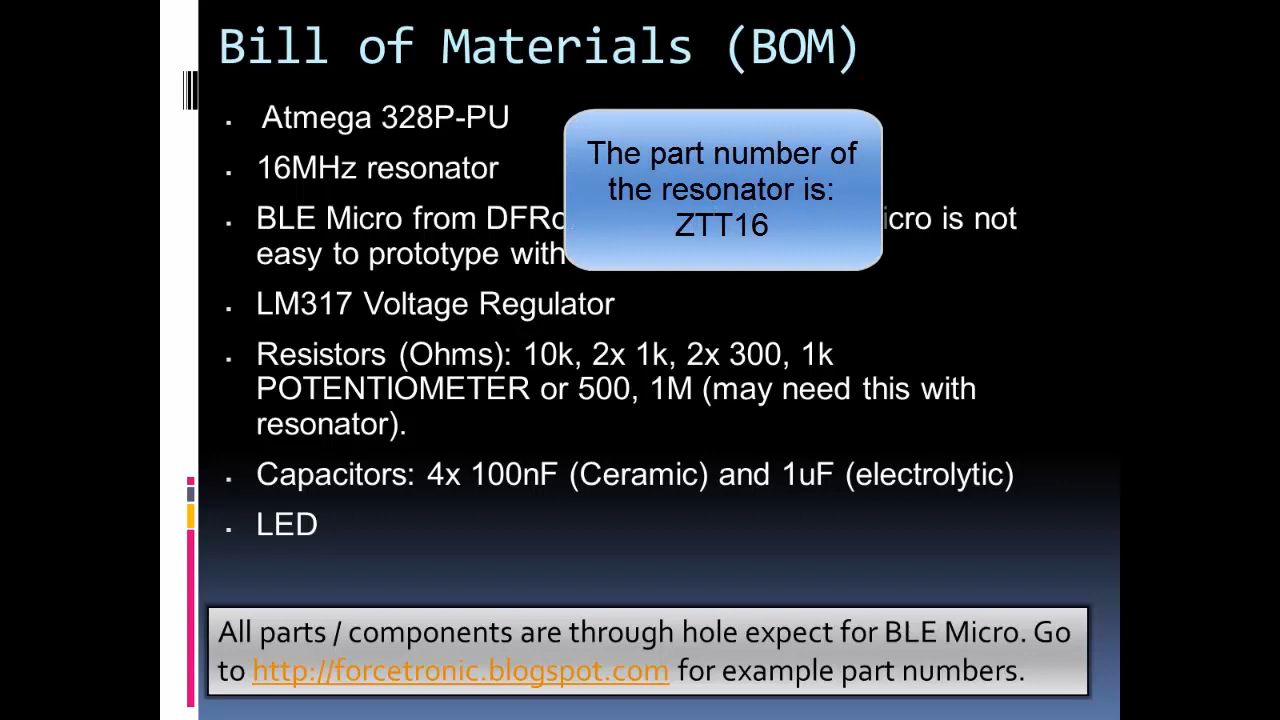 Bill of Materials (BOM)
Atmega 328P-PU
The part number of
the resonator is:
ZTT16
16MHz resonator
BLE Micro from is not
easy to prototype with
LM317 Voltage Regulator
Resistors (Ohms): 10k, 2x 1k, 2x 300, 1k
POTENTIOMETER or 500, 1M (may need this with
resonator).
Capacitors: 4x 100nF (Ceramic) and 1uF (electrolytic)
LED
All parts / components are through hole expect for BLE Micro. Go
to http://forcetronic.blogspot.com for example part numbers.